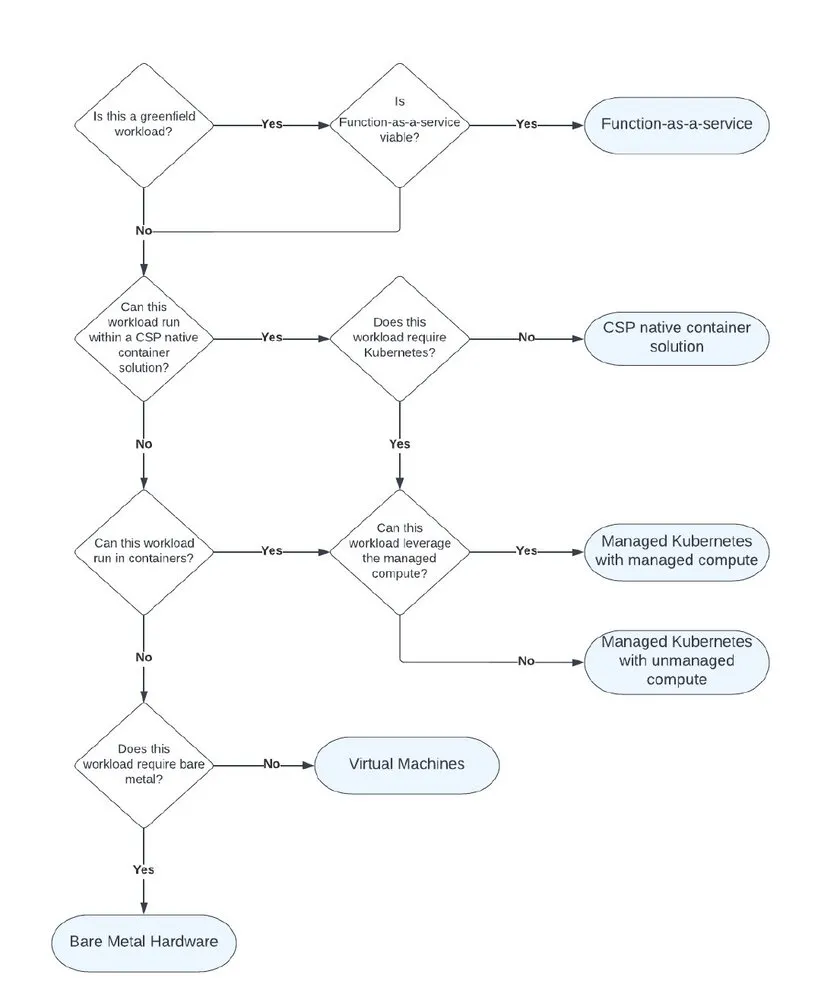 Is this a greenfield
workload?
Yes
Is
Function-as-a-service
viable?
Yes
Function-as-a-service
No
Can this
workload run
within a CSP native
container
solution?
Yes
Does this
workload require
Kubernetes?
No
CSP native container
solution
No
Yes
Can this workload
run in containers?
Yes
Can this
workload leverage
the managed
compute?
Yes
Managed Kubernetes
with managed compute
No
No
Managed Kubernetes
with unmanaged
compute
Does this
workload require bare
metal?
No
Virtual Machines
Yes
Bare Metal Hardware